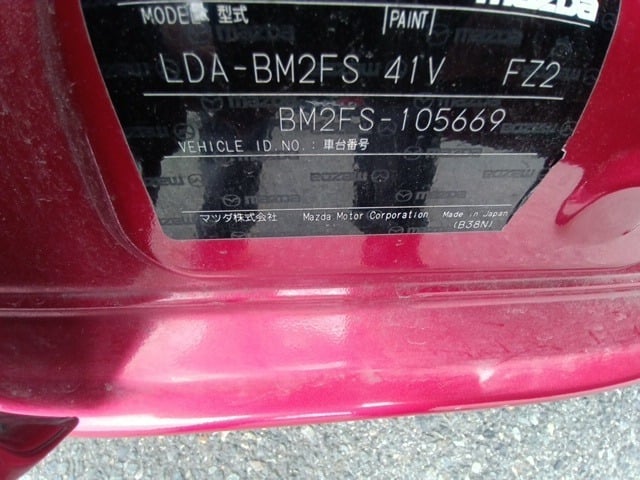 mazda
MODEL 型式 PAINT
LDA-BM2FS 41V FZ2
BM2FS-105669
VEHICLE ID.NO.:車台番号
マツダ株式会社 Mazda Motor Corporation Made in Japan
(B38N)